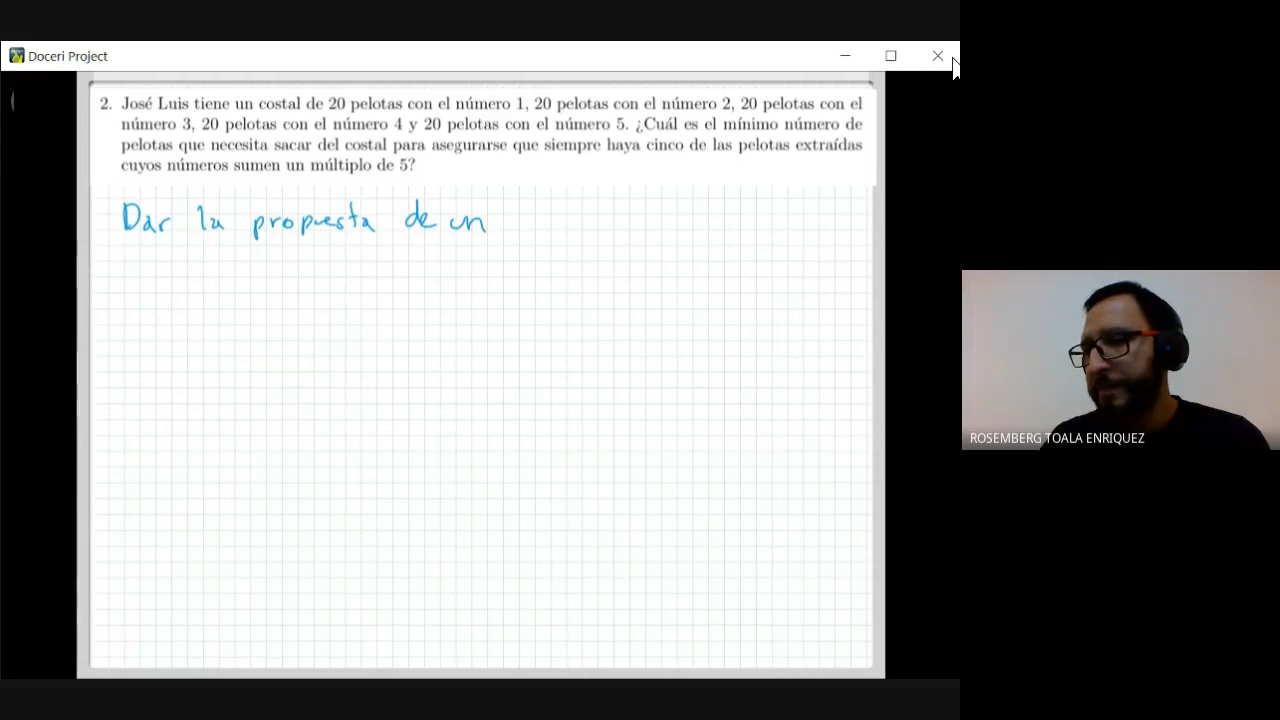 Doceri Project
2. José Luis tiene un costal de 20 pelotas con el número 1, 20 pelotas con el número 2, 20 pelotas con el
número 3, 20 pelotas con el número 4 y 20 pelotas con el número 5. ¿Cuál es el mínimo número de
pelotas que necesita sacar del costal para asegurarse que siempre haya cinco de las pelotas extraídas
cuyos números sumen un múltiplo de 5?
Dar la propuesta de un
ROSEMBERG TOALA ENRIQUEZ